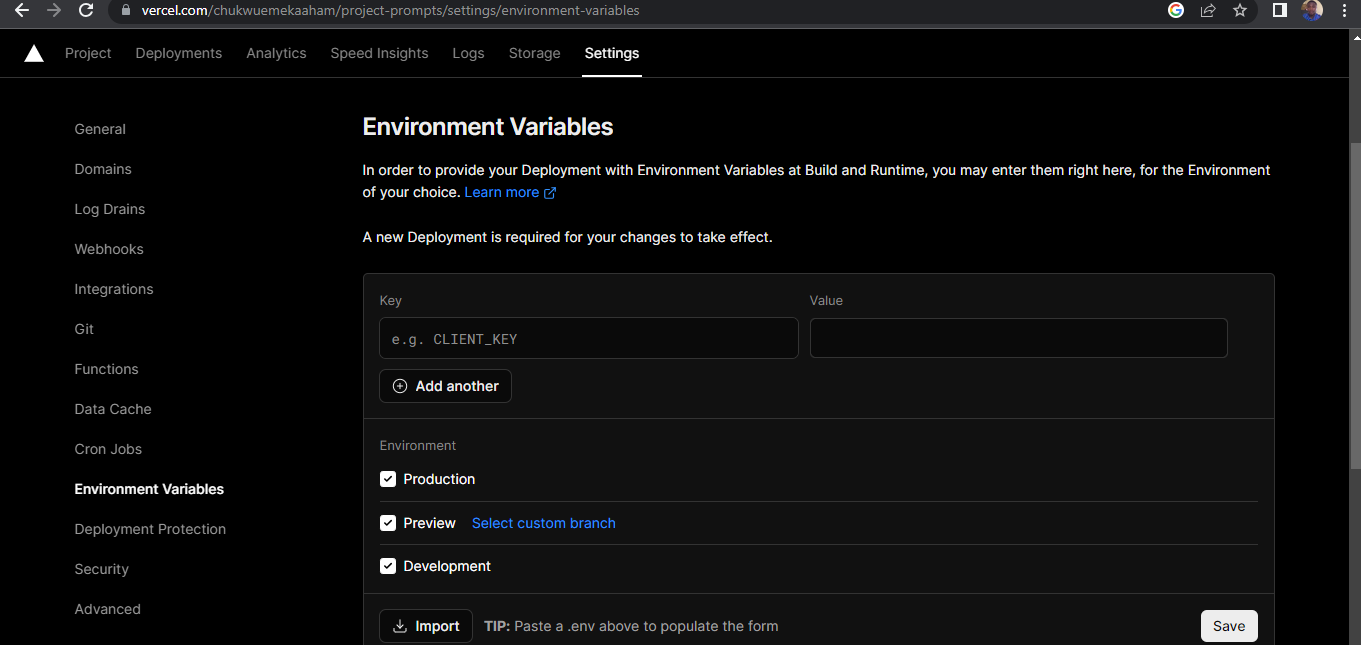 vercel.com/chukwuemekaaham/project-prompts/settings/environment-variables
Project Deployments Analytics Speed Insights Logs Storage Settings
General
Domains
Log Drains
Webhooks
Integrations
Git
Functions
Data Cache
Cron Jobs
Environment Variables
Deployment Protection
Security
Advanced
Environment Variables
In order to provide your Deployment with Environment Variables at Build and Runtime, you may enter them right here, for the Environment
of your choice. Learn more
A new Deployment is required for your changes to take effect.
Key Value
e.g. CLIENT_KEY
Add another
Environment
Production
Preview Select custom branch
Development
Import TIP: Paste a .env above to populate the form Save